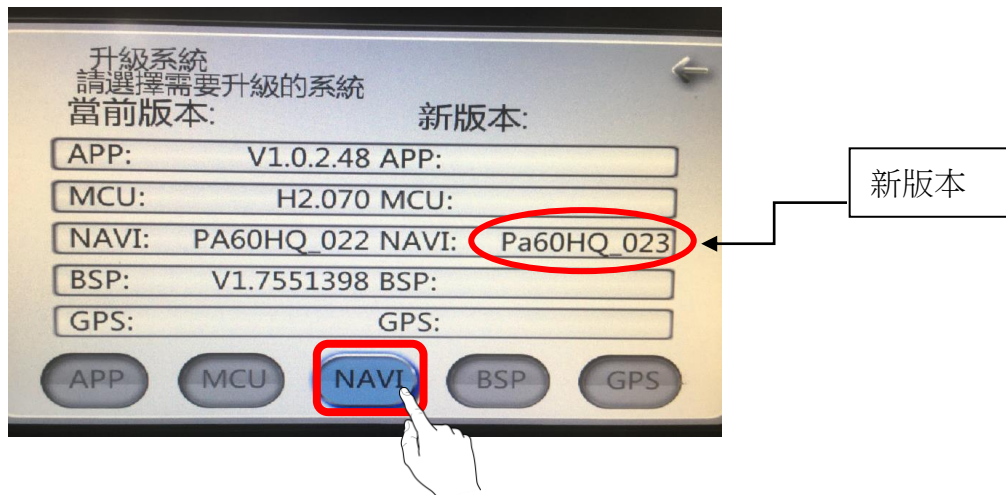 升級系統
請選擇需要升級的系統
當前版本: 新版本:
APP: V1.0.2.48 APP:
MCU: H2.070 MCU:
NAVI: PA60HQ_022 NAVI: Pa60HQ_023
BSP: V1.7551398 BSP:
GPS: GPS:
APP MCU NAVI BSP GPS
新版本